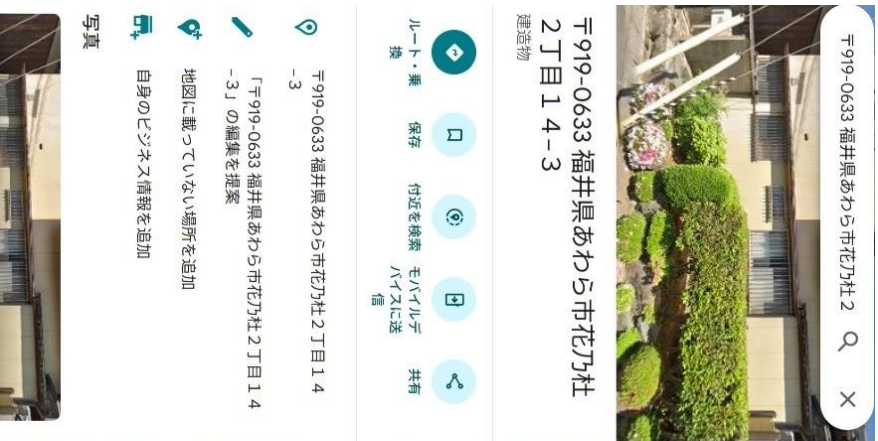 〒919-0633 福井県あわら市花乃杜２
〒919-0633 福井県あわら市花乃杜
２丁目１４−３
建造物
ルート・乗
換
保存
付近を検索
モバイルデ
バイスに送
信
共有
〒919-0633 福井県あわら市花乃杜２丁目１４
−３
「〒919-0633 福井県あわら市花乃杜２丁目１４
−３」の編集を提案
地図に載っていない場所を追加
自身のビジネス情報を追加
写真